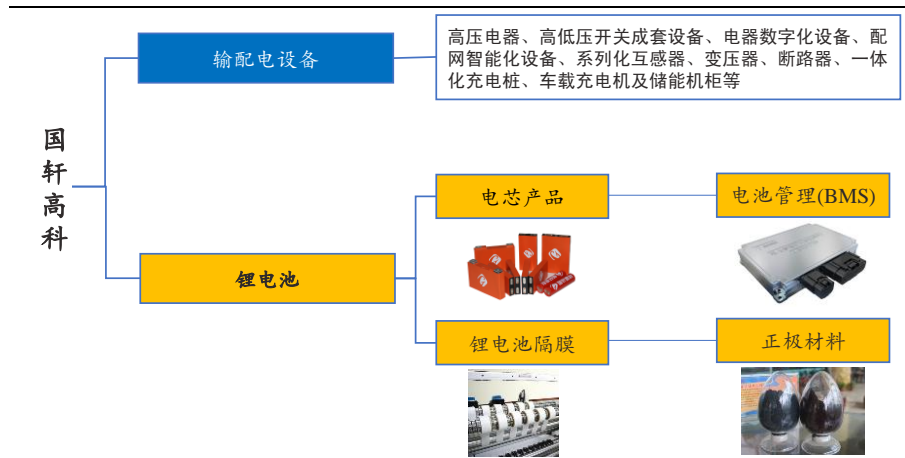 国
轩
高
科
输配电设备
高压电器、高低压开关成套设备、电器数字化设备、配
网智能化设备、系列化互感器、变压器、断路器、一体
化充电桩、车载充电机及储能机柜等
锂电池
电芯产品
电池管理(BMS)
锂电池隔膜
正极材料